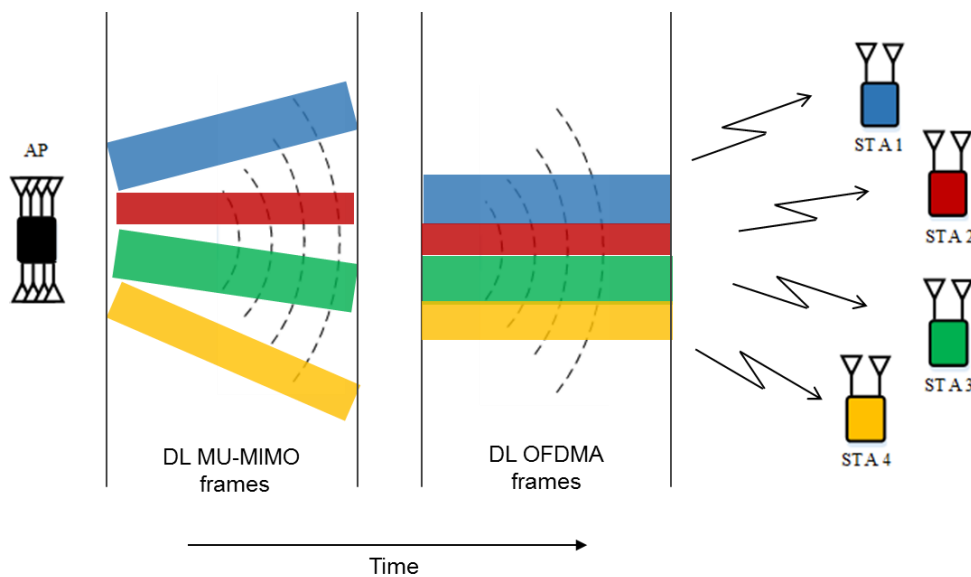 AP
DL MU-MIMO
frames
DL OFDMA
frames
Time
STA 1
STA 2
STA 3
STA 4